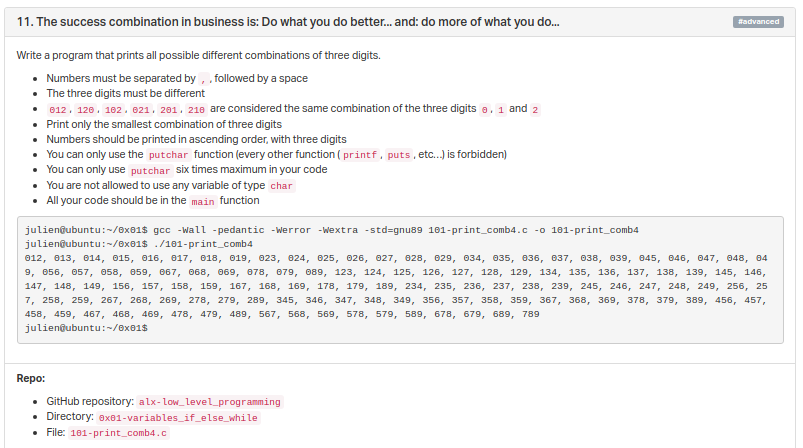 11. The success combination in business is: Do what you do better... and: do more of what you do...
#advanced
Write a program that prints all possible different combinations of three digits.
Numbers must be separated by , , followed by a space
The three digits must be different
012, 120, 102, 021, 201, 210 are considered the same combination of the three digits 0, 1 and 2
Print only the smallest combination of three digits
Numbers should be printed in ascending order, with three digits
You can only use the putchar function (every other function (printf, puts, etc...) is forbidden)
You can only use putchar six times maximum in your code
You are not allowed to use any variable of type char
All your code should be in the main function
julien@ubuntu:~/0x01$ gcc -Wall -pedantic -Werror -Wextra -std=gnu89 101-print_comb4.c -o 101-print_comb4
julien@ubuntu:~/0x01$ ./101-print_comb4
012, 013, 014, 015, 016, 017, 018, 019, 023, 024, 025, 026, 027, 028, 029, 034, 035, 036, 037, 038, 039, 045, 046, 047, 048, 04
9, 056, 057, 058, 059, 067, 068, 069, 078, 079, 089, 123, 124, 125, 126, 127, 128, 129, 134, 135, 136, 137, 138, 139, 145, 146,
147, 148, 149, 156, 157, 158, 159, 167, 168, 169, 178, 179, 189, 234, 235, 236, 237, 238, 239, 245, 246, 247, 248, 249, 256, 25
7, 258, 259, 267, 268, 269, 278, 279, 289, 345, 346, 347, 348, 349, 356, 357, 358, 359, 367, 368, 369, 378, 379, 389, 456, 457,
458, 459, 467, 468, 469, 478, 479, 489, 567, 568, 569, 578, 579, 589, 678, 679, 689, 789
julien@ubuntu:~/0x01$
Repo:
GitHub repository: alx-low_level_programming
Directory: 0x01-variables_if_else_while
File: 101-print_comb4.c